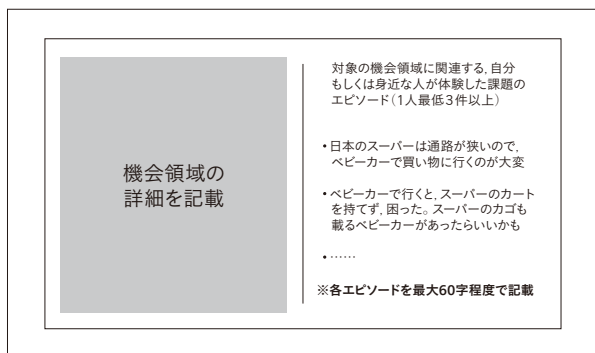 機会領域の
詳細を記載
対象の機会領域に関連する,自分
もしくは身近な人が体験した課題の
エピソード（1人最低3件以上）
•日本のスーパーは通路が狭いので,
ベビーカーで買い物に行くのが大変
•ベビーカーで行くと,スーパーのカート
を持てず,困った。スーパーのカゴも
載るベビーカーがあったらいいかも
•……
※各エピソードを最大60字程度で記載